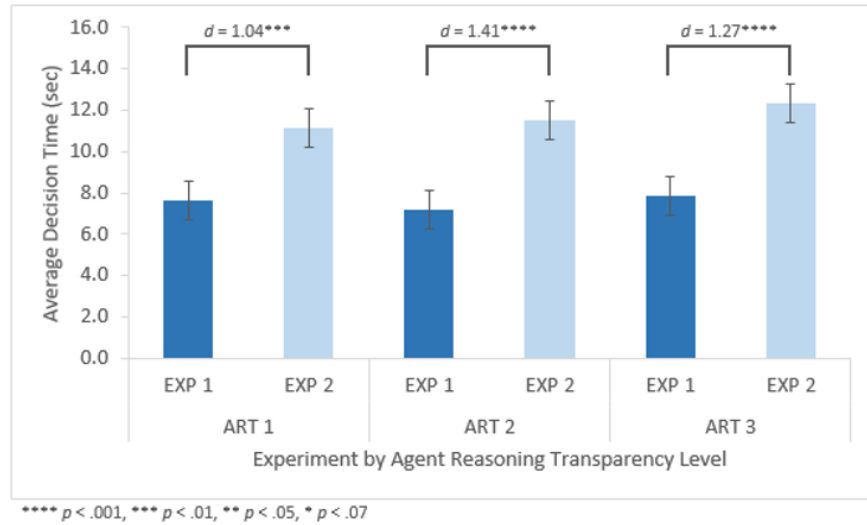 d = 1.04***
d = 1.41****
d = 1.27****
Average Decision Time (sec)
16.0
14.0
12.0
10.0
8.0
6.0
4.0
2.0
0.0
EXP 1 EXP 2 EXP 1 EXP 2 EXP 1 EXP 2
ART 1 ART 2 ART 3
Experiment by Agent Reasoning Transparency Level
**** p < .001, *** p < .01, ** p < .05, * p < .07